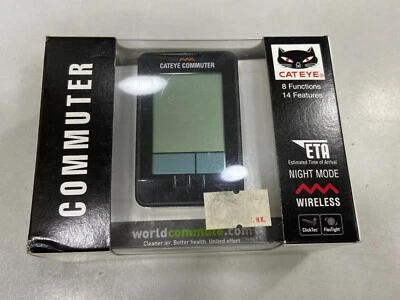 COMMUTER
CATEYE COMMUTER
CATEYE®
8 Functions
14 Features
ETA
Estimated Time of Arrival
NIGHT MODE
WIRELESS
ClickTec
FlexTight
H.K.
worldcommute.com
Cleaner air. Better health. United effort.